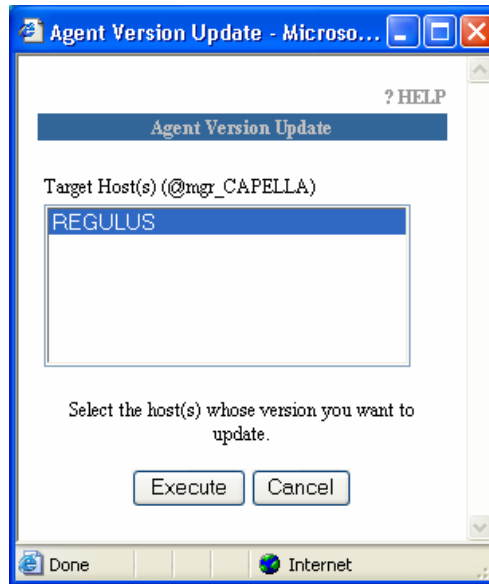 Agent Version Update - Microso...
? HELP
Agent Version Update
Target Host(s) (@mgr_CAPELLA)
REGULUS
Select the host(s) whose version you want to
update.
Execute
Cancel
Done
Internet